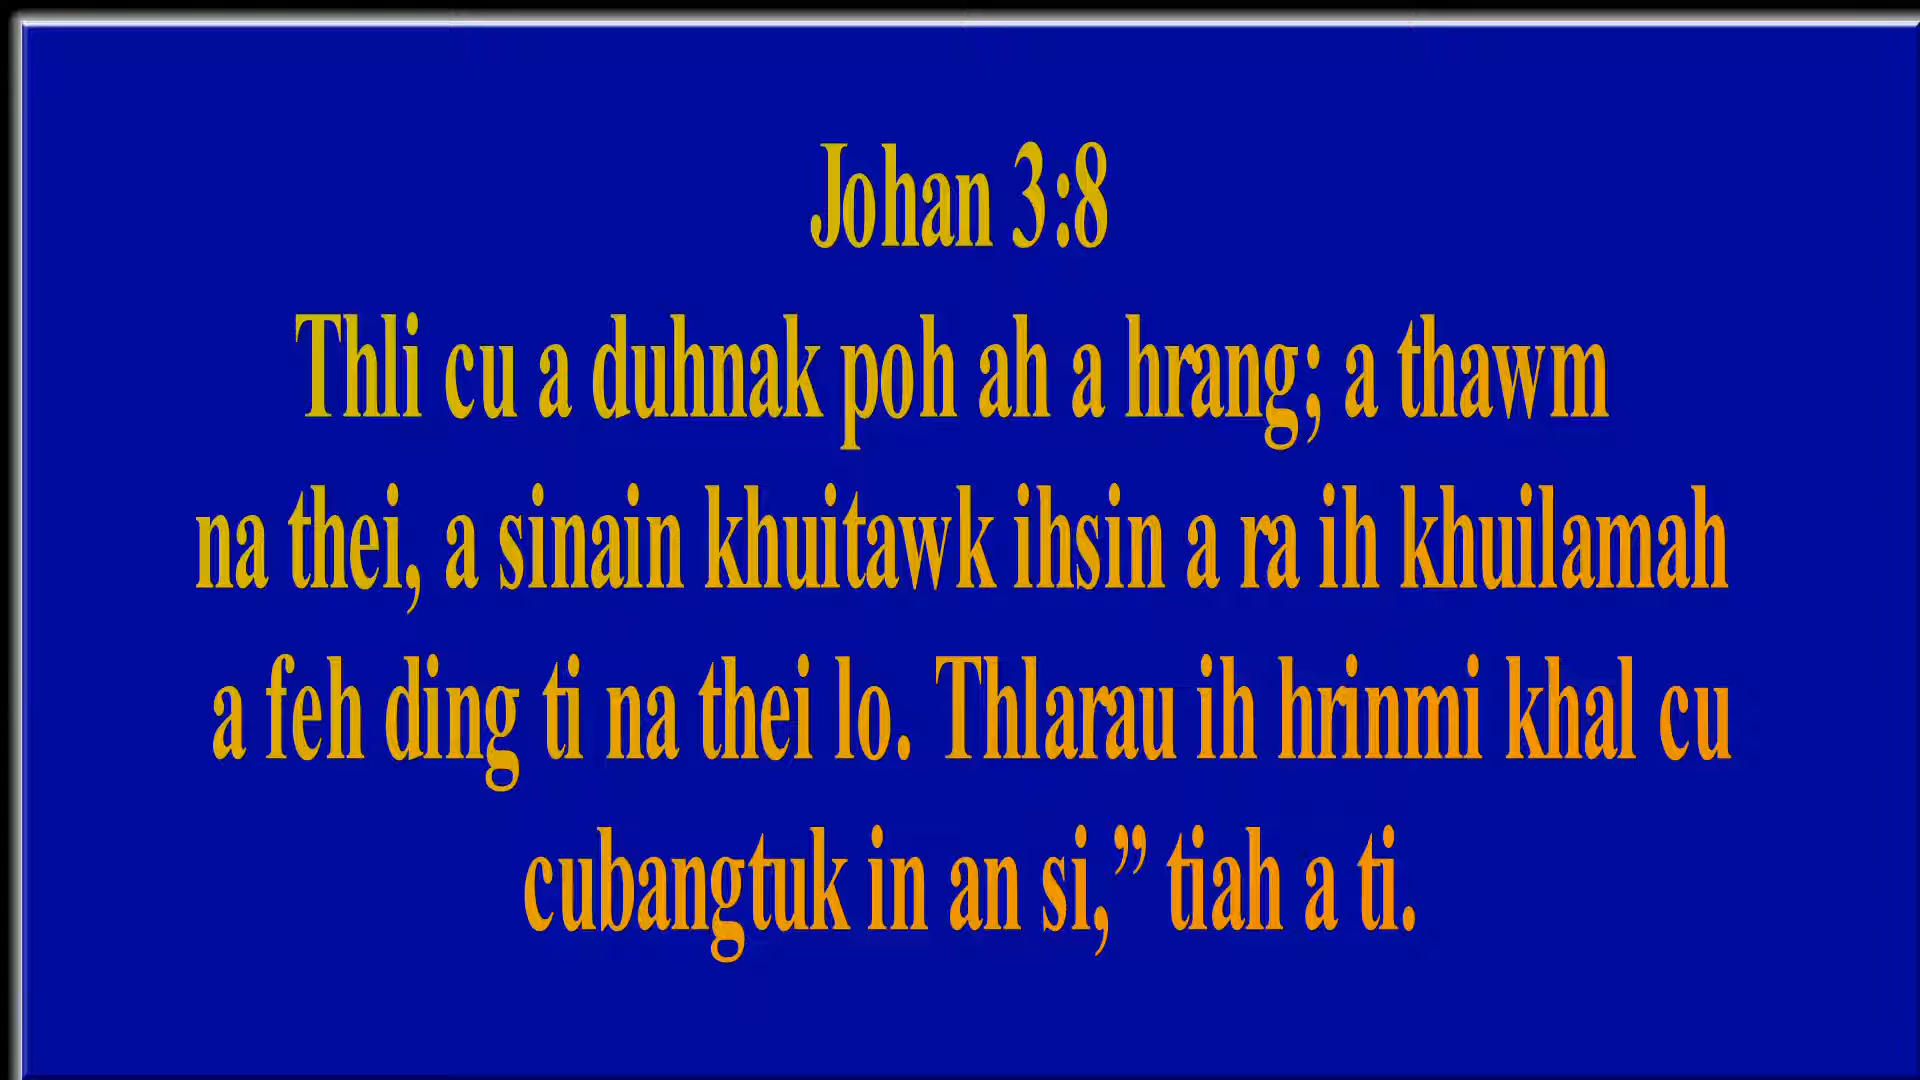 Johan 3:8
Thli cu a duhnak poh ah a hrang; a thawm
na thei, a sinain khuitawk ihsin a ra ih khuilamah
a feh ding ti na thei lo. Thlarau ih hrinmi khal cu
cubangtuk in an si,” tiah a ti.